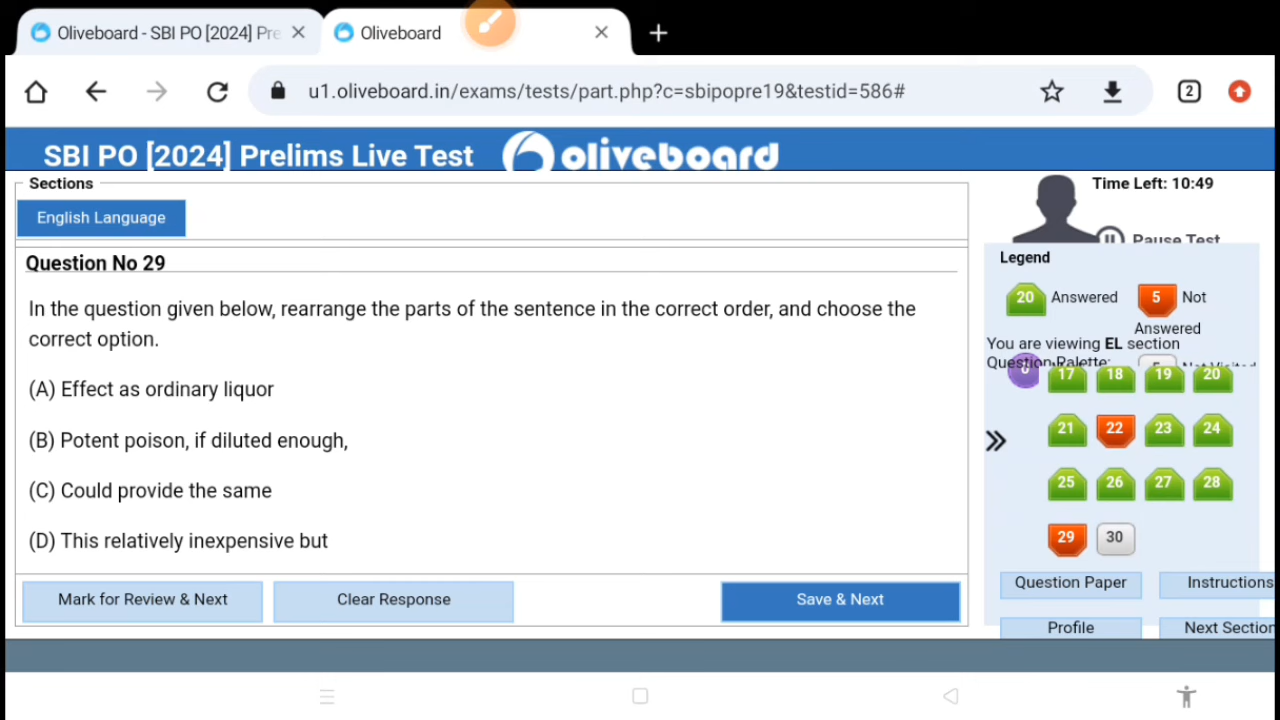 Oliveboard - SBI PO [2024] Pre
Oliveboard
u1.oliveboard.in/exams/tests/part.php?c=sbipopre19&testid=586#
2
SBI PO [2024] Prelims Live Test
oliveboard
Sections
English Language
Time Left: 10:49
Pause Test
Question No 29
In the question given below, rearrange the parts of the sentence in the correct order, and choose the
correct option.
(A) Effect as ordinary liquor
(B) Potent poison, if diluted enough,
(C) Could provide the same
(D) This relatively inexpensive but
Mark for Review & Next
Clear Response
Save & Next
Legend
20 Answered 5 Not
Answered
You are viewing EL section
Question Palette:
17 18 19 20
21 22 23 24
25 26 27 28
29 30
Question Paper
Instructions
Profile
Next Section